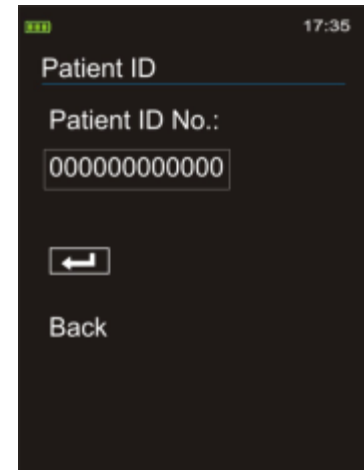 17:35
Patient ID
Patient ID No.:
000000000000
Back